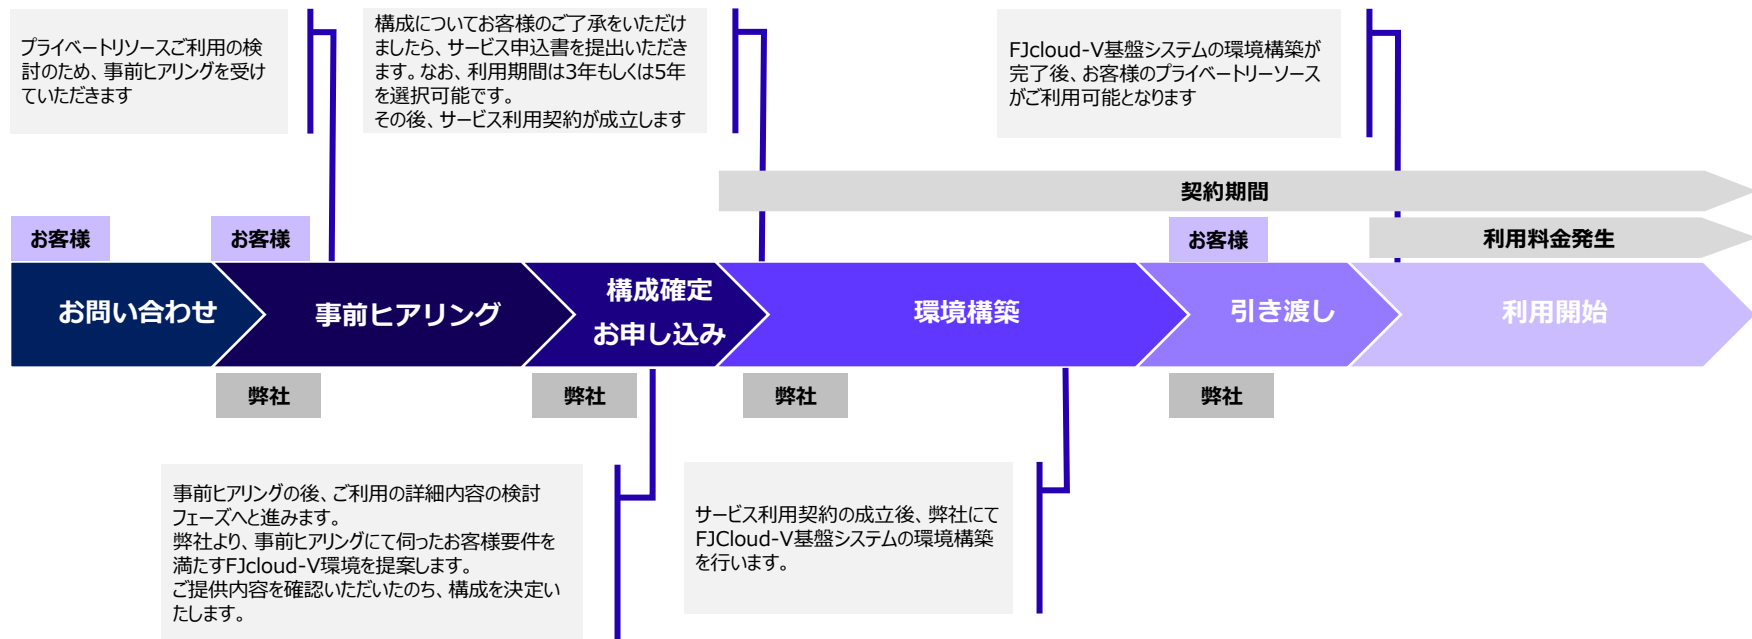 プライベートリソースご利用の検
討のため、事前ヒアリングを受け
ていただきます
構成についてお客様のご了承をいただけ
ましたら、サービス申込書を提出いただき
ます。なお、利用期間は3年もしくは5年
を選択可能です。
その後、サービス利用契約が成立します
FJcloud-V基盤システムの環境構築が
完了後、お客様のプライベートリーソース
がご利用可能となります
契約期間
お客様
お客様
お客様
利用料金発生
お問い合わせ
事前ヒアリング
構成確定
お申し込み
環境構築
引き渡し
利用開始
弊社
弊社
弊社
弊社
事前ヒアリングの後、ご利用の詳細内容の検討
フェーズへと進みます。
弊社より、事前ヒアリングにて伺ったお客様要件を
満たすFJcloud-V環境を提案します。
ご提供内容を確認いただいたのち、構成を決定い
たします。
サービス利用契約の成立後、弊社にて
FJCloud-V基盤システムの環境構築
を行います。